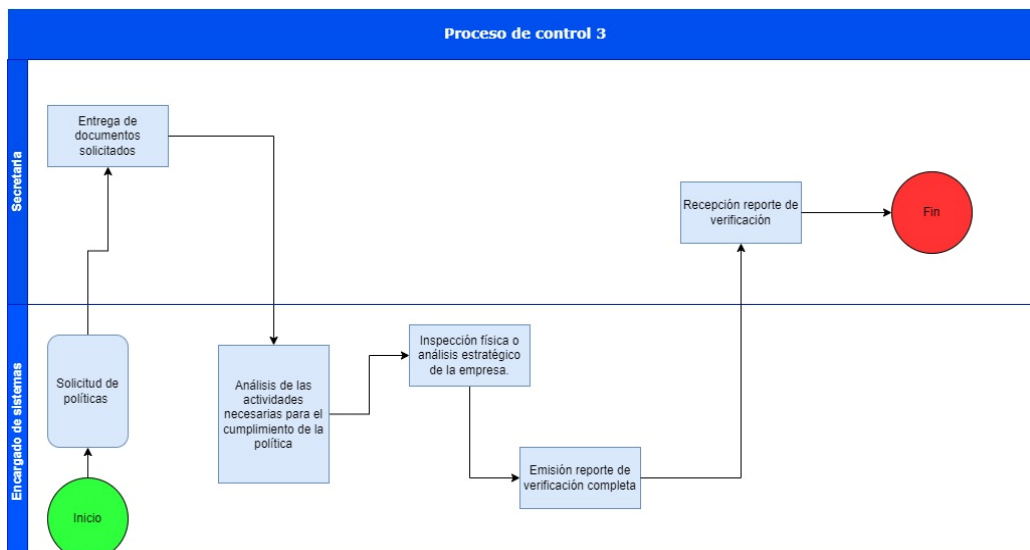 Proceso de control 3
Secretaria
Entrega de
documentos
solicitados
Recepción reporte de
verificación
Fin
Encargado de sistemas
Solicitud de
políticas
Inicio
Análisis de las
actividades
necesarias para el
cumplimiento de la
política
Inspección física o
análisis estratégico
de la empresa.
Emisión reporte de
verificación completa